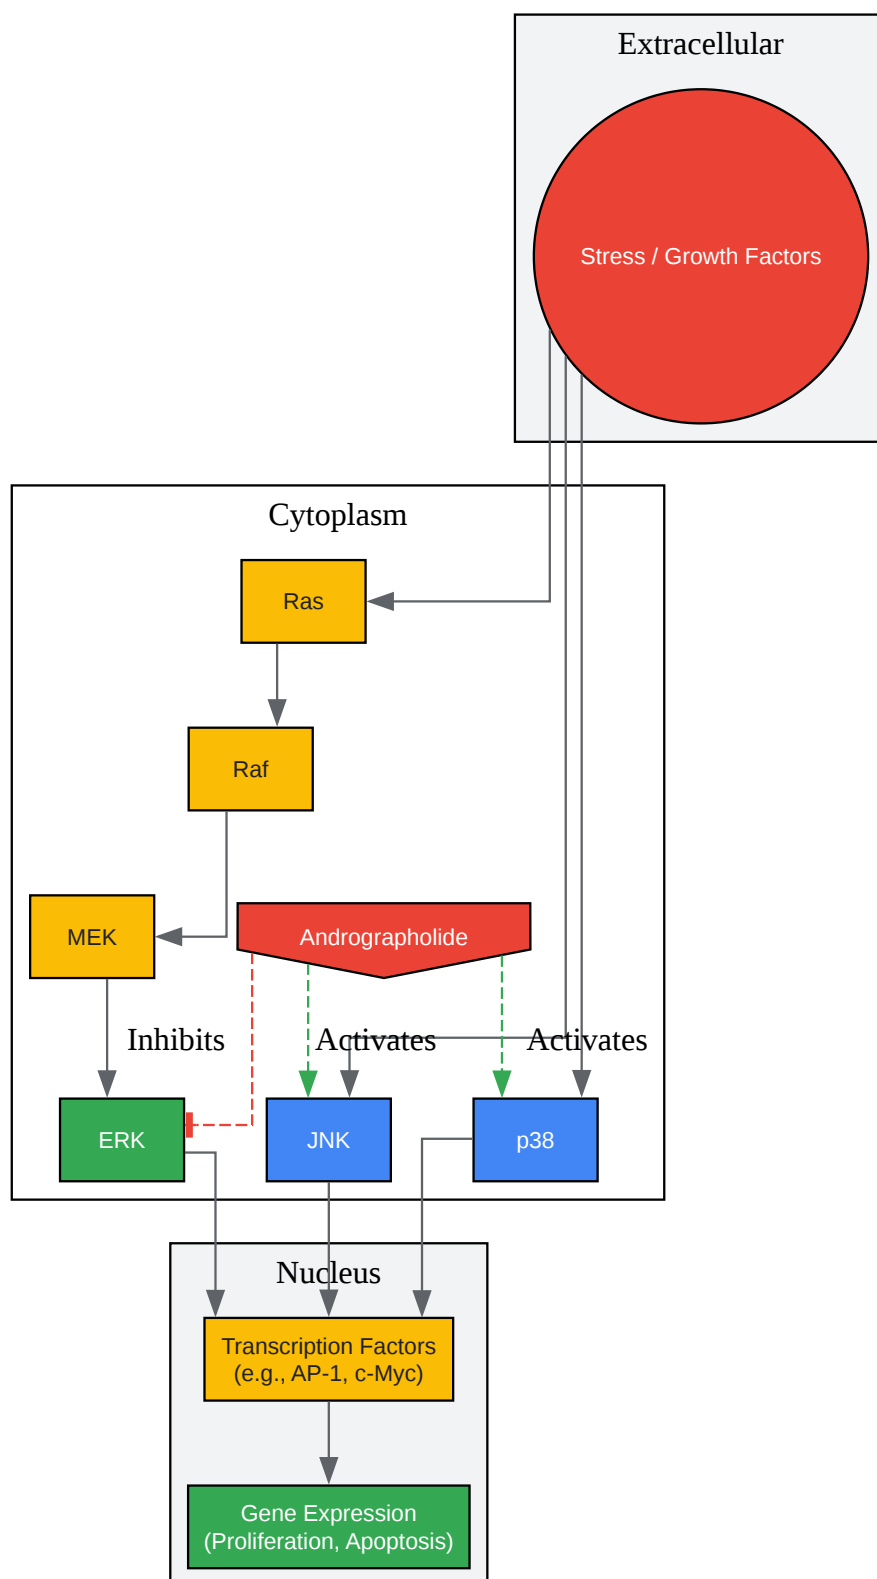 Extracellular
Stress / Growth Factors
Cytoplasm
Ras
Raf
MEK
Andrographolide
Inhibits
Activates
Activates
ERK
JNK
p38
Nucleus
Transcription Factors
(e.g., AP-1, c-Myc)
Gene Expression
(Proliferation, Apoptosis)